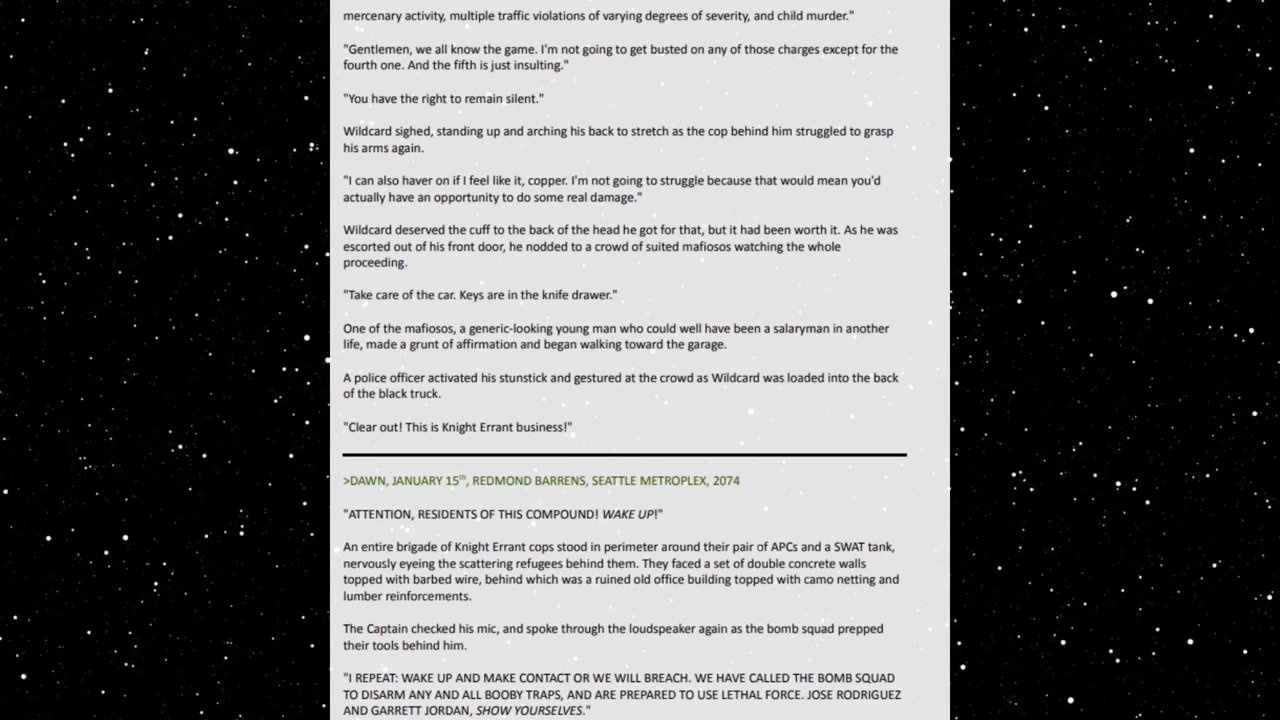 mercenary activity, multiple traffic violations of varying degrees of severity, and child murder."
"Gentlemen, we all know the game. I'm not going to get busted on any of those charges except for the
fourth one. And the fifth is just insulting."
"You have the right to remain silent."
Wildcard sighed, standing up and arching his back to stretch as the cop behind him struggled to grasp
his arms again.
"I can also haver on if I feel like it, copper. I'm not going to struggle because that would mean you'd
actually have an opportunity to do some real damage."
Wildcard deserved the cuff to the back of the head he got for that, but it had been worth it. As he was
escorted out of his front door, he nodded to a crowd of suited mafiosos watching the whole
proceeding.
"Take care of the car. Keys are in the knife drawer."
One of the mafiosos, a generic-looking young man who could well have been a salaryman in another
life, made a grunt of affirmation and began walking toward the garage.
A police officer activated his stunstick and gestured at the crowd as Wildcard was loaded into the back
of the black truck.
"Clear out! This is Knight Errant business!"
>DAWN, JANUARY 15th, REDMOND BARRENS, SEATTLE METROPLEX, 2074
"ATTENTION, RESIDENTS OF THIS COMPOUND! WAKE UP!"
An entire brigade of Knight Errant cops stood in perimeter around their pair of APCs and a SWAT tank,
nervously eyeing the scattering refugees behind them. They faced a set of double concrete walls
topped with barbed wire, behind which was a ruined old office building topped with camo netting and
lumber reinforcements.
The Captain checked his mic, and spoke through the loudspeaker again as the bomb squad prepped
their tools behind him.
"I REPEAT: WAKE UP AND MAKE CONTACT OR WE WILL BREACH. WE HAVE CALLED THE BOMB SQUAD
TO DISARM ANY AND ALL BOOBY TRAPS, AND ARE PREPARED TO USE LETHAL FORCE. JOSE RODRIGUEZ
AND GARRETT JORDAN, SHOW YOURSELVES."